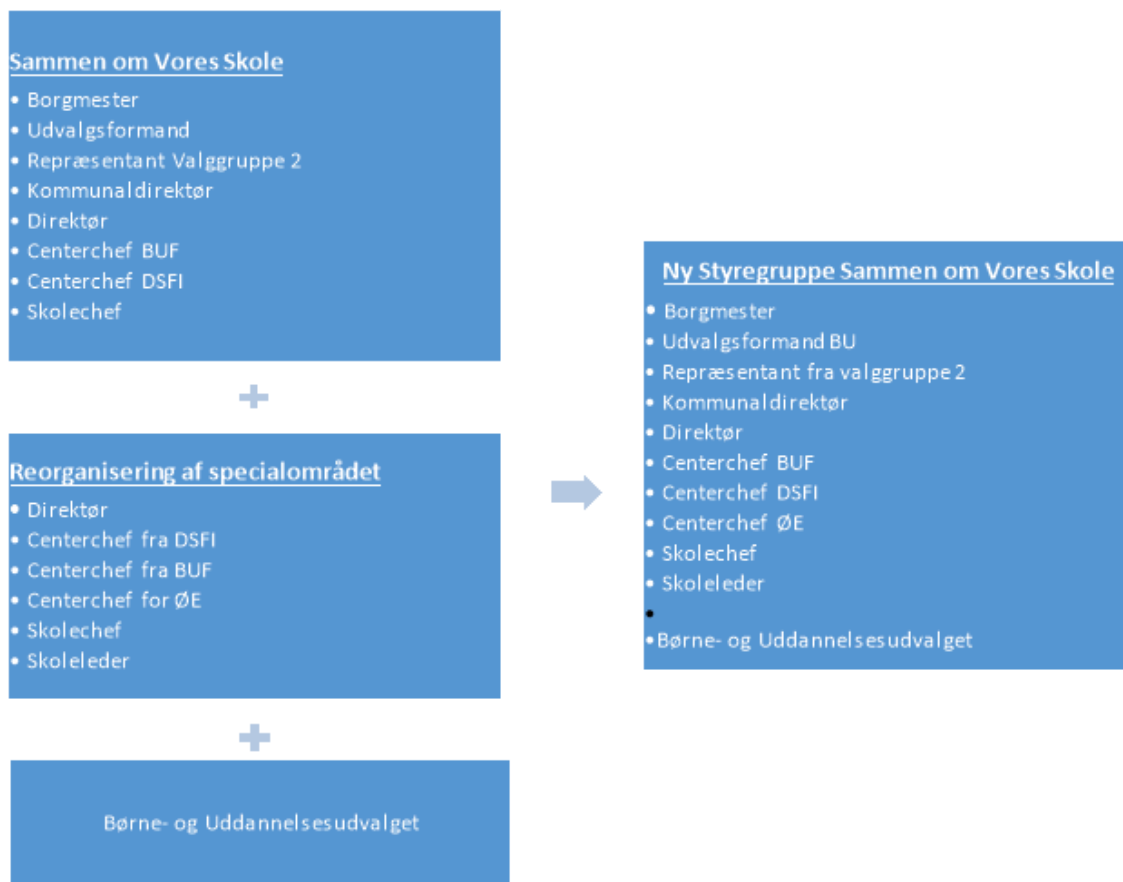 Sammen om Vores Skole
• Borgmester
• Udvalgsformand
• Repræsentant Valggruppe 2
• Kommunaldirektør
• Direktør
• Centerchef BUF
• Centerchef DSFI
• Skolechef
Reorganisering af specialområdet
• Direktør
• Centerchef fra DSFI
• Centerchef fra BUF
• Centerchef for ØE
• Skolechef
• Skoleleder
Børne- og Uddannelsesudvalget
Ny Styregruppe Sammen om Vores Skole
• Borgmester
• Udvalgsformand BU
• Repræsentant fra valggruppe 2
• Kommunaldirektør
• Direktør
• Centerchef BUF
• Centerchef DSFI
• Centerchef ØE
• Skolechef
• Skoleleder
•
•Børne- og Uddannelsesudvalget